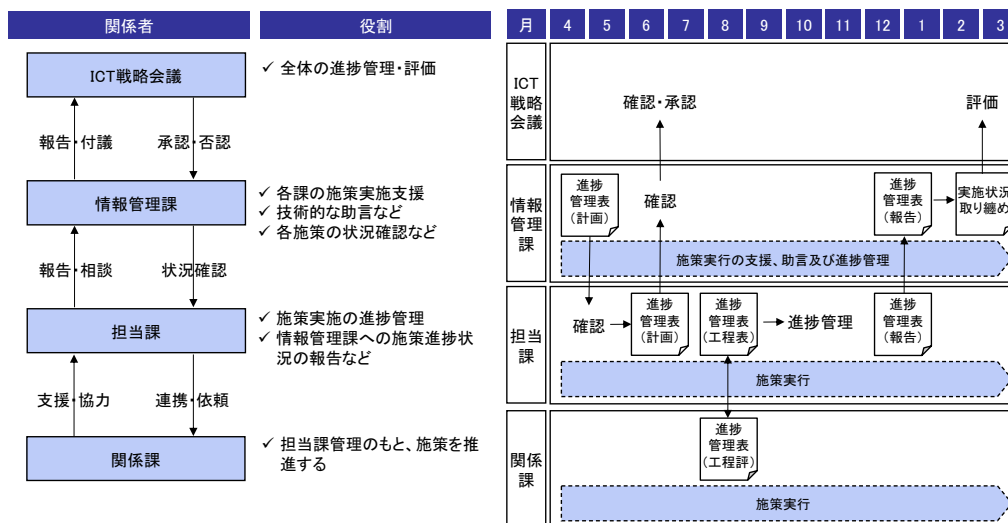 関係者
役割
ICT戦略会議
✓ 全体の進捗管理・評価
報告・付議
承認・否認
情報管理課
✓ 各課の施策実施支援
✓ 技術的な助言など
✓ 各施策の状況確認など
報告・相談
状況確認
担当課
✓ 施策実施の進捗管理
✓ 情報管理課への施策進捗状
況の報告など
支援・協力
連携・依頼
関係課
✓ 担当課管理のもと、施策を推
進する
月 4 5 6 7 8 9 10 11 12 1 2 3
ICT
戦略
会議
確認・承認
評価
情報
管理
課
進捗
管理表
(計画)
確認
進捗
管理表
(報告)
実施状況
取り纏め
施策実行の支援、助言及び進捗管理
担当
課
確認
進捗
管理表
(計画)
進捗
管理表
(工程表)
進捗管理
進捗
管理表
(報告)
施策実行
関係
課
進捗
管理表
(工程評)
施策実行